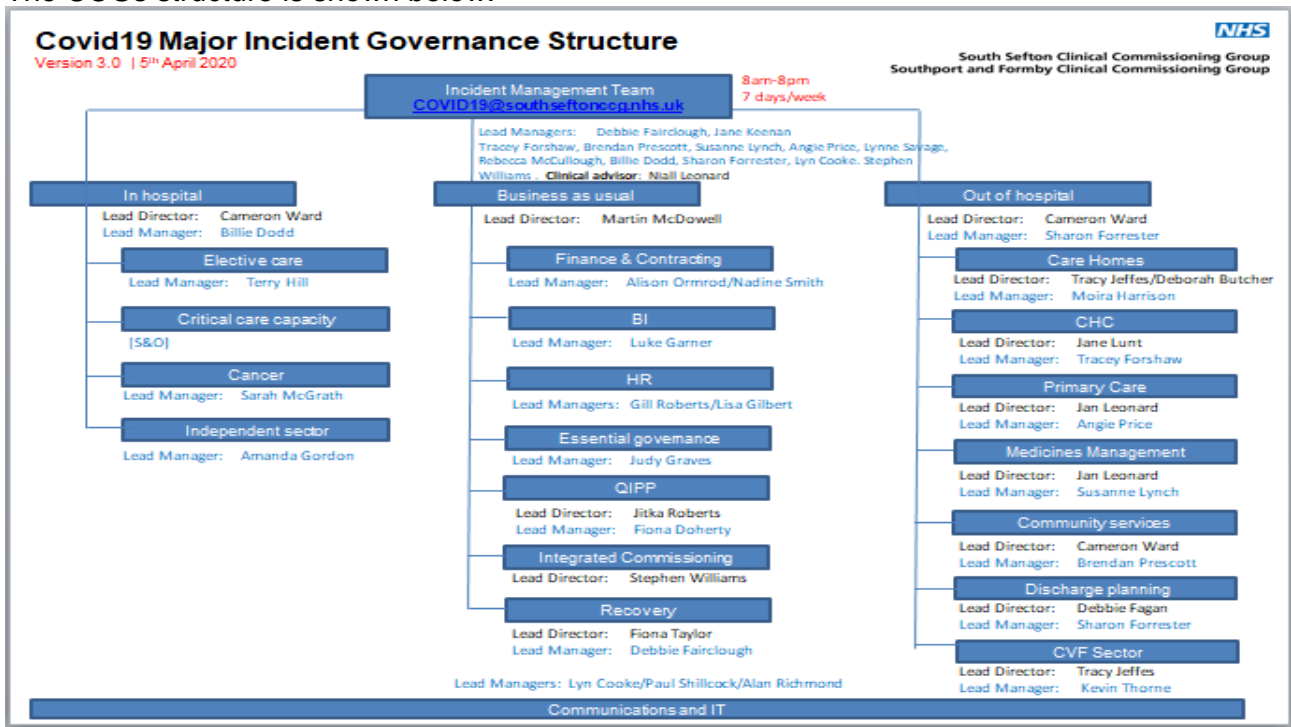 Covid19 Major Incident Governance Structure
Version 3.0 | 5th April 2020
NHS
South Sefton Clinical Commissioning Group
Southport and Formby Clinical Commissioning Group
Incident Management Team
COVID19@southseftonccg.nhs.uk
8am-8pm
7 days/week
Lead Managers: Debbie Fairclough, Jane Keenan
Tracey Forshaw, Brendan Prescott, Susanne Lynch, Angie Price, Lynne Savage,
Rebecca McCullough, Billie Dodd, Sharon Forrester, Lyn Cooke. Stephen
Williams . Clinical advisor: Niall Leonard
In hospital
Lead Director: Cameron Ward
Lead Manager: Billie Dodd
Elective care
Lead Manager: Terry Hill
Critical care capacity
[S&O]
Cancer
Lead Manager: Sarah McGrath
Independent sector
Lead Manager: Amanda Gordon
Business as usual
Lead Director: Martin McDowell
Finance & Contracting
Lead Manager: Alison Ormrod/Nadine Smith
BI
Lead Manager: Luke Garner
HR
Lead Managers: Gill Roberts/Lisa Gilbert
Essential governance
Lead Manager: Judy Graves
QIPP
Lead Director: Jitka Roberts
Lead Manager: Fiona Doherty
Integrated Commissioning
Lead Director: Stephen Williams
Recovery
Lead Director: Fiona Taylor
Lead Manager: Debbie Fairclough
Out of hospital
Lead Director: Cameron Ward
Lead Manager: Sharon Forrester
Care Homes
Lead Director: Tracy Jeffes/Deborah Butcher
Lead Manager: Moira Harrison
CHC
Lead Director: Jane Lunt
Lead Manager: Tracey Forshaw
Primary Care
Lead Director: Jan Leonard
Lead Manager: Angie Price
Medicines Management
Lead Director: Jan Leonard
Lead Manager: Susanne Lynch
Community services
Lead Director: Cameron Ward
Lead Manager: Brendan Prescott
Discharge planning
Lead Director: Debbie Fagan
Lead Manager: Sharon Forrester
CVF Sector
Lead Director: Tracy Jeffes
Lead Manager: Kevin Thorne
Lead Managers: Lyn Cooke/Paul Shillcock/Alan Richmond
Communications and IT